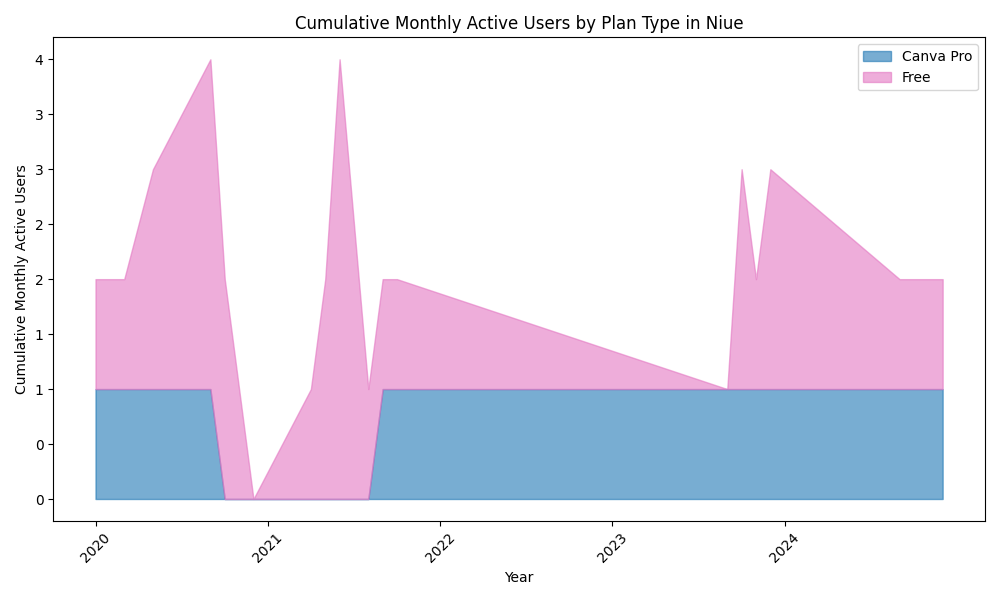 Cumulative Monthly Active Users by Plan Type in Niue
Canva Pro
Free
Cumulative Monthly Active Users
4
3
3
2
2
1
1
0
0
2020
2021
2022
2023
2024
Year